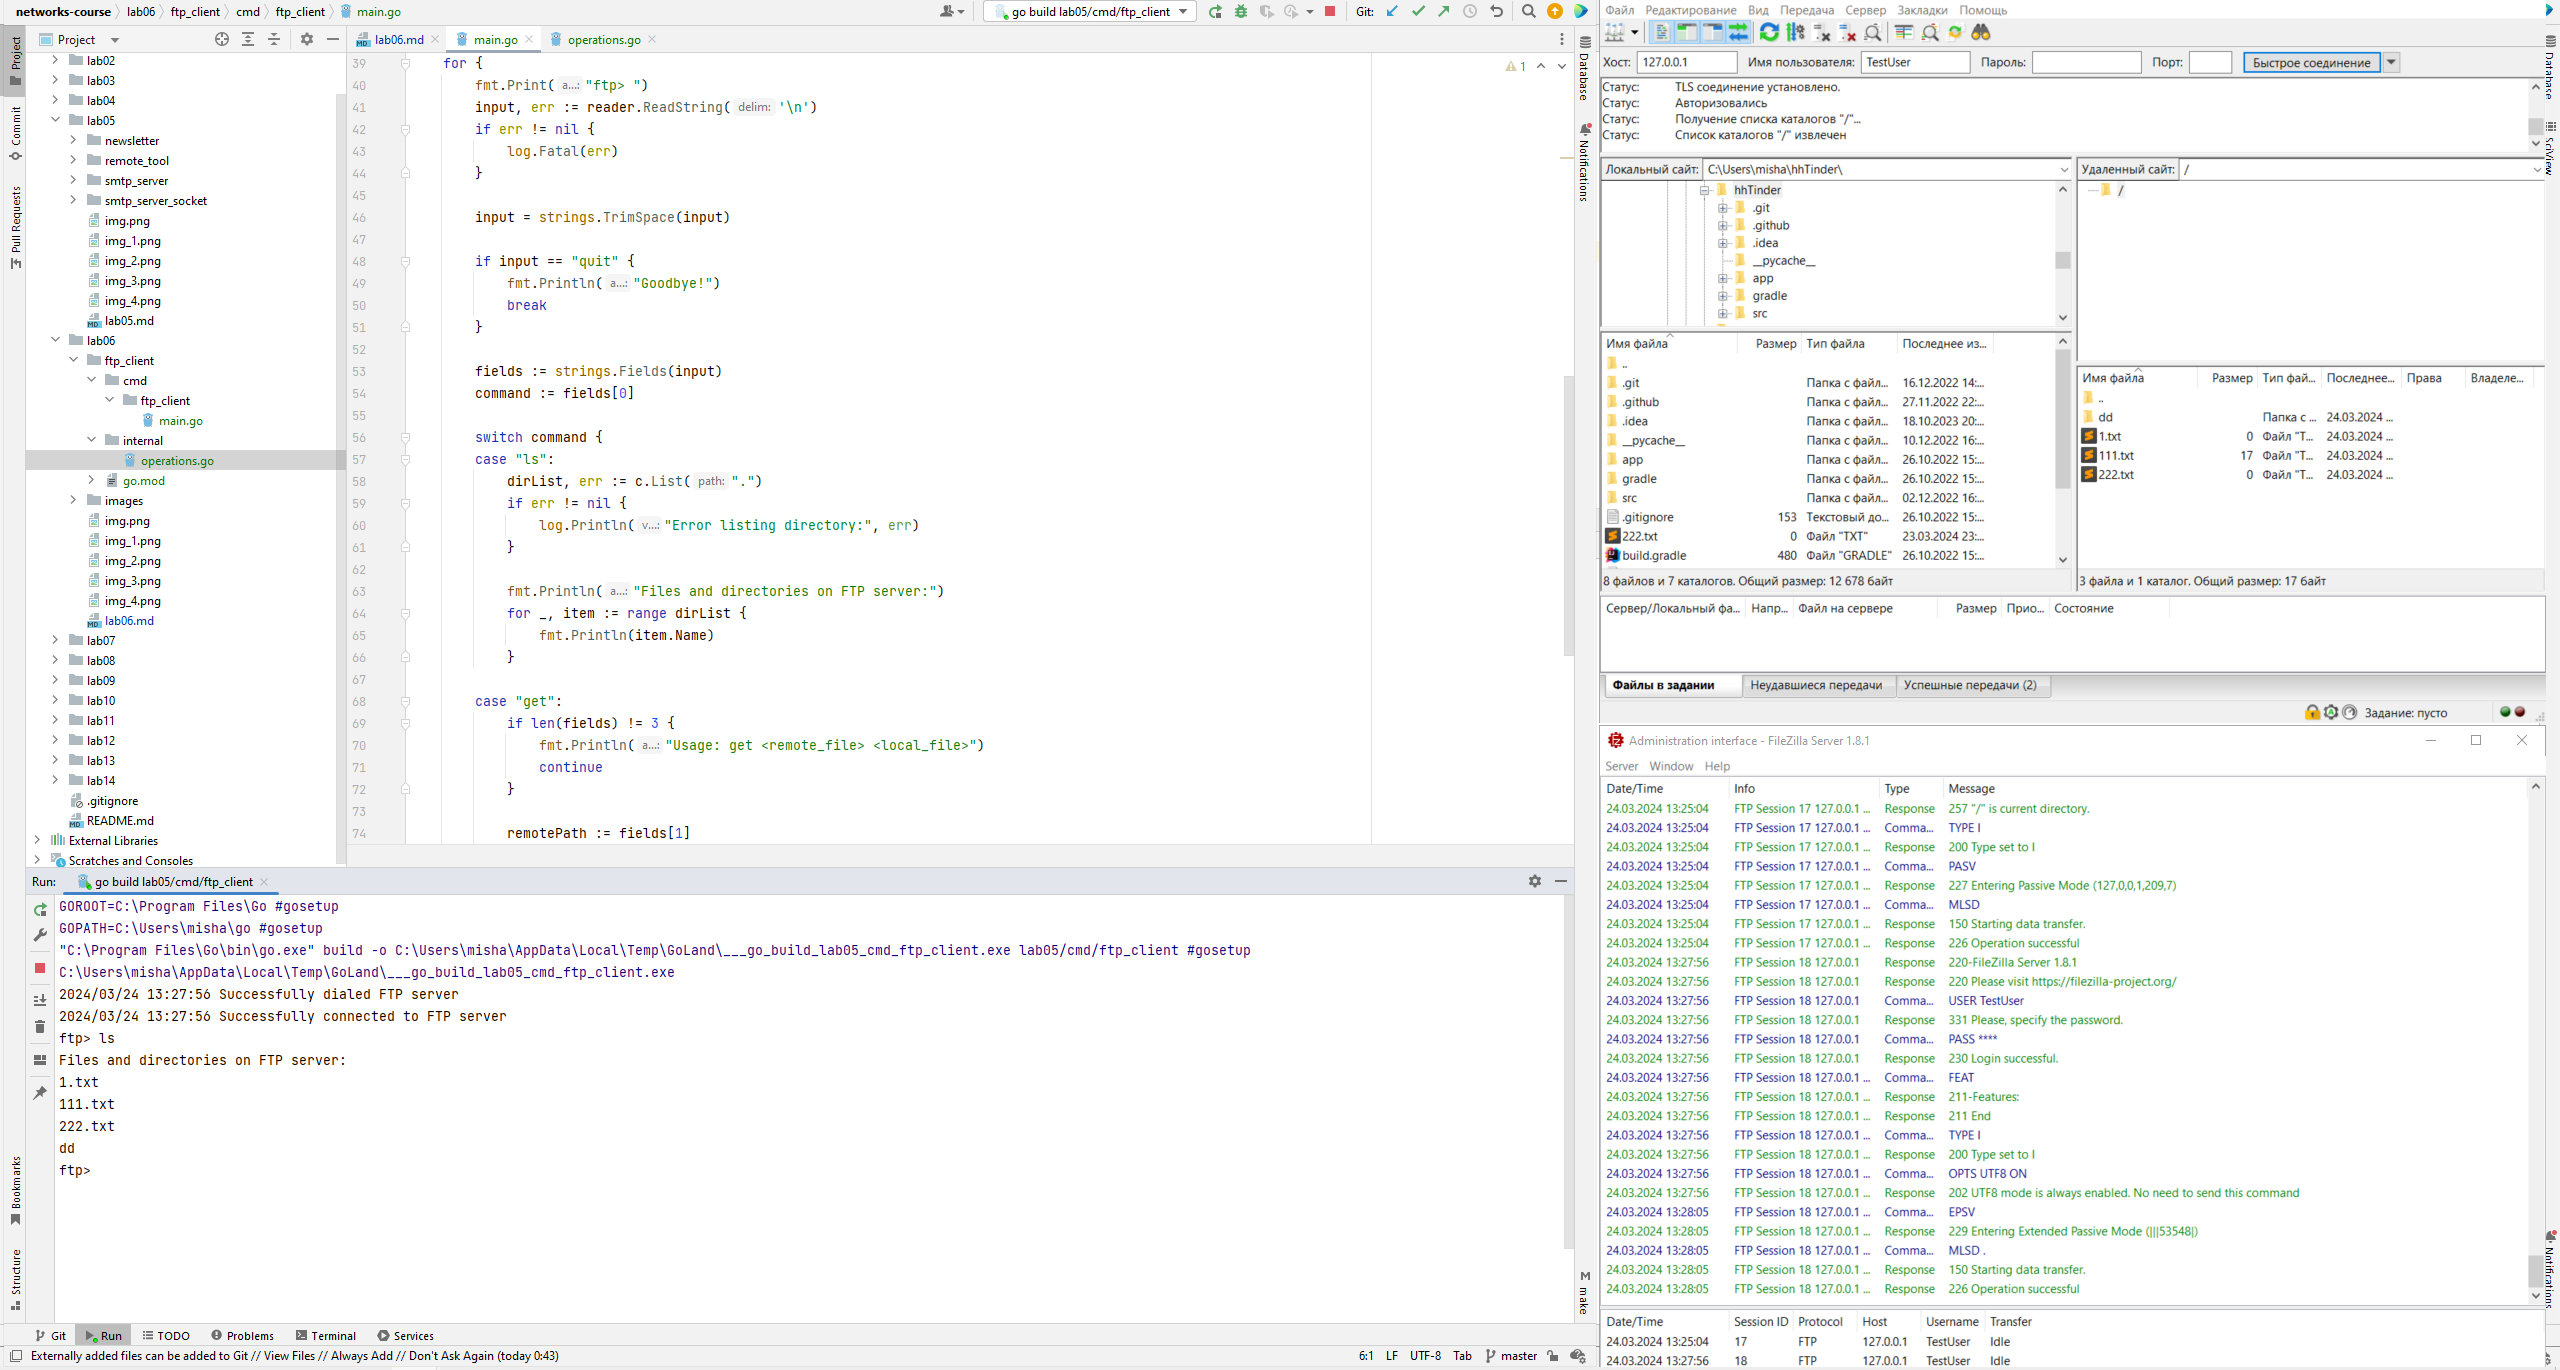 networks-course lab06 ftp_client cmd ftp_client main.go
go build lab05/cmd/ftp_client
Git:
Project
lab06.md
main.go
operations.go
Project
Commit
Pull Requests
Bookmarks
Structure
lab02
lab03
lab04
lab05
newsletter
remote_tool
smtp_server
smtp_server_socket
img.png
img_1.png
img_2.png
img_3.png
img_4.png
lab05.md
lab06
ftp_client
cmd
ftp_client
main.go
internal
operations.go
go.mod
images
img.png
img_1.png
img_2.png
img_3.png
img_4.png
lab06.md
lab07
lab08
lab09
lab10
lab11
lab12
lab13
lab14
.gitignore
README.md
External Libraries
Scratches and Consoles
1
39 for {
40 fmt.Print( a...: "ftp> ")
41 input, err := reader.ReadString( delim: '\n')
42 if err != nil {
43 log.Fatal(err)
44 }
45
46 input = strings.TrimSpace(input)
47
48 if input == "quit" {
49 fmt.Println( a...: "Goodbye!")
50 break
51 }
52
53 fields := strings.Fields(input)
54 command := fields[0]
55
56 switch command {
57 case "ls":
58 dirList, err := c.List( path: ".")
59 if err != nil {
60 log.Println( v...: "Error listing directory:", err)
61 }
62
63 fmt.Println( a...: "Files and directories on FTP server:")
64 for _, item := range dirList {
65 fmt.Println(item.Name)
66 }
67
68 case "get":
69 if len(fields) != 3 {
70 fmt.Println( a...: "Usage: get <remote_file> <local_file>")
71 continue
72 }
73
74 remotePath := fields[1]
Database
Notifications
make
Run: go build lab05/cmd/ftp_client
GOROOT=C:\Program Files\Go #gosetup
GOPATH=C:\Users\misha\go #gosetup
"C:\Program Files\Go\bin\go.exe" build -o C:\Users\misha\AppData\Local\Temp\GoLand\___go_build_lab05_cmd_ftp_client.exe lab05/cmd/ftp_client #gosetup
C:\Users\misha\AppData\Local\Temp\GoLand\___go_build_lab05_cmd_ftp_client.exe
2024/03/24 13:27:56 Successfully dialed FTP server
2024/03/24 13:27:56 Successfully connected to FTP server
ftp> ls
Files and directories on FTP server:
1.txt
111.txt
222.txt
dd
ftp>
Git Run TODO Problems Terminal Services
Externally added files can be added to Git // View Files // Always Add // Don't Ask Again (today 0:43)
6:1 LF UTF-8 Tab master
Файл Редактирование Вид Передача Сервер Закладки Помощь
Хост: 127.0.0.1 Имя пользователя: TestUser Пароль: Порт: Быстрое соединение
Статус: TLS соединение установлено.
Статус: Авторизовались
Статус: Получение списка каталогов "/"...
Статус: Список каталогов "/" извлечен
Локальный сайт: C:\Users\misha\hhTinder\
hhTinder
.git
.github
.idea
__pycache__
app
gradle
src
Имя файла Размер Тип файла Последнее из...
..
.git Папка с файл... 16.12.2022 14:...
.github Папка с файл... 27.11.2022 22:...
.idea Папка с файл... 18.10.2023 20:...
__pycache__ Папка с файл... 10.12.2022 16:...
app Папка с файл... 26.10.2022 15:...
gradle Папка с файл... 26.10.2022 15:...
src Папка с файл... 02.12.2022 16:...
.gitignore 153 Текстовый до... 26.10.2022 15:...
222.txt 0 Файл "TXT" 23.03.2024 23:...
build.gradle 480 Файл "GRADLE" 26.10.2022 15:...
8 файлов и 7 каталогов. Общий размер: 12 678 байт
Удаленный сайт: /
/
Имя файла Размер Тип фай... Последнее... Права Владеле...
..
dd Папка с ... 24.03.2024 ...
1.txt 0 Файл "T... 24.03.2024 ...
111.txt 17 Файл "T... 24.03.2024 ...
222.txt 0 Файл "T... 24.03.2024 ...
3 файла и 1 каталог. Общий размер: 17 байт
Сервер/Локальный фа... Напр... Файл на сервере Размер Прио... Состояние
Файлы в задании Неудавшиеся передачи Успешные передачи (2)
Задание: пусто
Administration interface - FileZilla Server 1.8.1
Server Window Help
Date/Time Info Type Message
24.03.2024 13:25:04 FTP Session 17 127.0.0.1 ... Response 257 "/" is current directory.
24.03.2024 13:25:04 FTP Session 17 127.0.0.1 ... Comma... TYPE I
24.03.2024 13:25:04 FTP Session 17 127.0.0.1 ... Response 200 Type set to I
24.03.2024 13:25:04 FTP Session 17 127.0.0.1 ... Comma... PASV
24.03.2024 13:25:04 FTP Session 17 127.0.0.1 ... Response 227 Entering Passive Mode (127,0,0,1,209,7)
24.03.2024 13:25:04 FTP Session 17 127.0.0.1 ... Comma... MLSD
24.03.2024 13:25:04 FTP Session 17 127.0.0.1 ... Response 150 Starting data transfer.
24.03.2024 13:25:04 FTP Session 17 127.0.0.1 ... Response 226 Operation successful
24.03.2024 13:27:56 FTP Session 18 127.0.0.1 Response 220-FileZilla Server 1.8.1
24.03.2024 13:27:56 FTP Session 18 127.0.0.1 Response 220 Please visit https://filezilla-project.org/
24.03.2024 13:27:56 FTP Session 18 127.0.0.1 Comma... USER TestUser
24.03.2024 13:27:56 FTP Session 18 127.0.0.1 Response 331 Please, specify the password.
24.03.2024 13:27:56 FTP Session 18 127.0.0.1 Comma... PASS ****
24.03.2024 13:27:56 FTP Session 18 127.0.0.1 Response 230 Login successful.
24.03.2024 13:27:56 FTP Session 18 127.0.0.1 ... Comma... FEAT
24.03.2024 13:27:56 FTP Session 18 127.0.0.1 ... Response 211-Features:
24.03.2024 13:27:56 FTP Session 18 127.0.0.1 ... Response 211 End
24.03.2024 13:27:56 FTP Session 18 127.0.0.1 ... Comma... TYPE I
24.03.2024 13:27:56 FTP Session 18 127.0.0.1 ... Response 200 Type set to I
24.03.2024 13:27:56 FTP Session 18 127.0.0.1 ... Comma... OPTS UTF8 ON
24.03.2024 13:27:56 FTP Session 18 127.0.0.1 ... Response 202 UTF8 mode is always enabled. No need to send this command
24.03.2024 13:28:05 FTP Session 18 127.0.0.1 ... Comma... EPSV
24.03.2024 13:28:05 FTP Session 18 127.0.0.1 ... Response 229 Entering Extended Passive Mode (|||53548|)
24.03.2024 13:28:05 FTP Session 18 127.0.0.1 ... Comma... MLSD .
24.03.2024 13:28:05 FTP Session 18 127.0.0.1 ... Response 150 Starting data transfer.
24.03.2024 13:28:05 FTP Session 18 127.0.0.1 ... Response 226 Operation successful
Date/Time Session ID Protocol Host Username Transfer
24.03.2024 13:25:04 17 FTP 127.0.0.1 TestUser Idle
24.03.2024 13:27:56 18 FTP 127.0.0.1 TestUser Idle
Database
SciView
Notifications